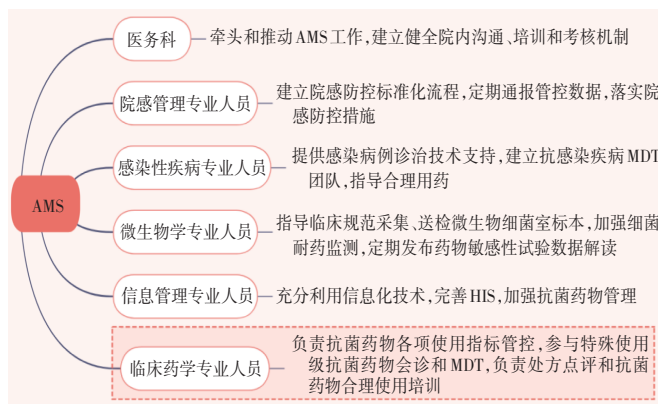 医务科
牵头和推动AMS工作,建立健全院内沟通、培训和考核机制
院感管理专业人员
建立院感防控标准化流程,定期通报管控数据,落实院
感防控措施
感染性疾病专业人员
提供感染病例诊治技术支持,建立抗感染疾病MDT
团队,指导合理用药
AMS
微生物学专业人员
指导临床规范采集、送检微生物细菌室标本,加强细菌
耐药监测,定期发布药物敏感性试验数据解读
信息管理专业人员
充分利用信息化技术,完善HIS,加强抗菌药物管理
临床药学专业人员
负责抗菌药物各项使用指标管控,参与特殊使用
级抗菌药物会诊和MDT,负责处方点评和抗菌
药物合理使用培训